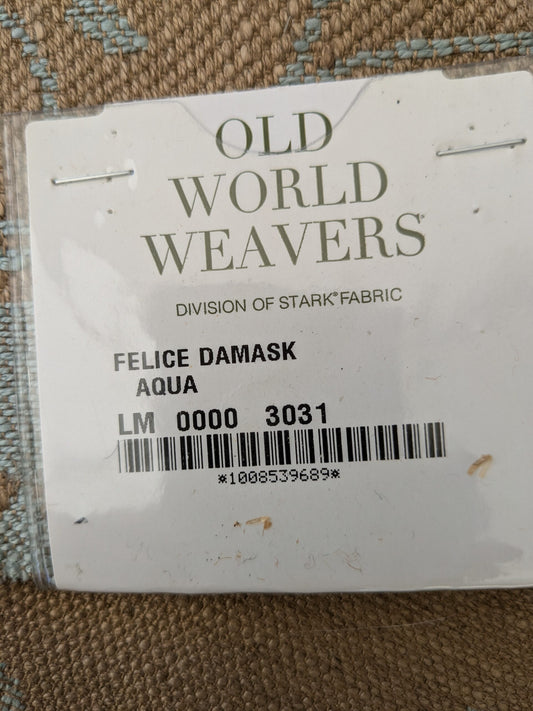 OLD
WORLD
WEAVERS®
DIVISION OF STARK® FABRIC
FELICE DAMASK
AQUA
LM 0000 3031
*1008539689*